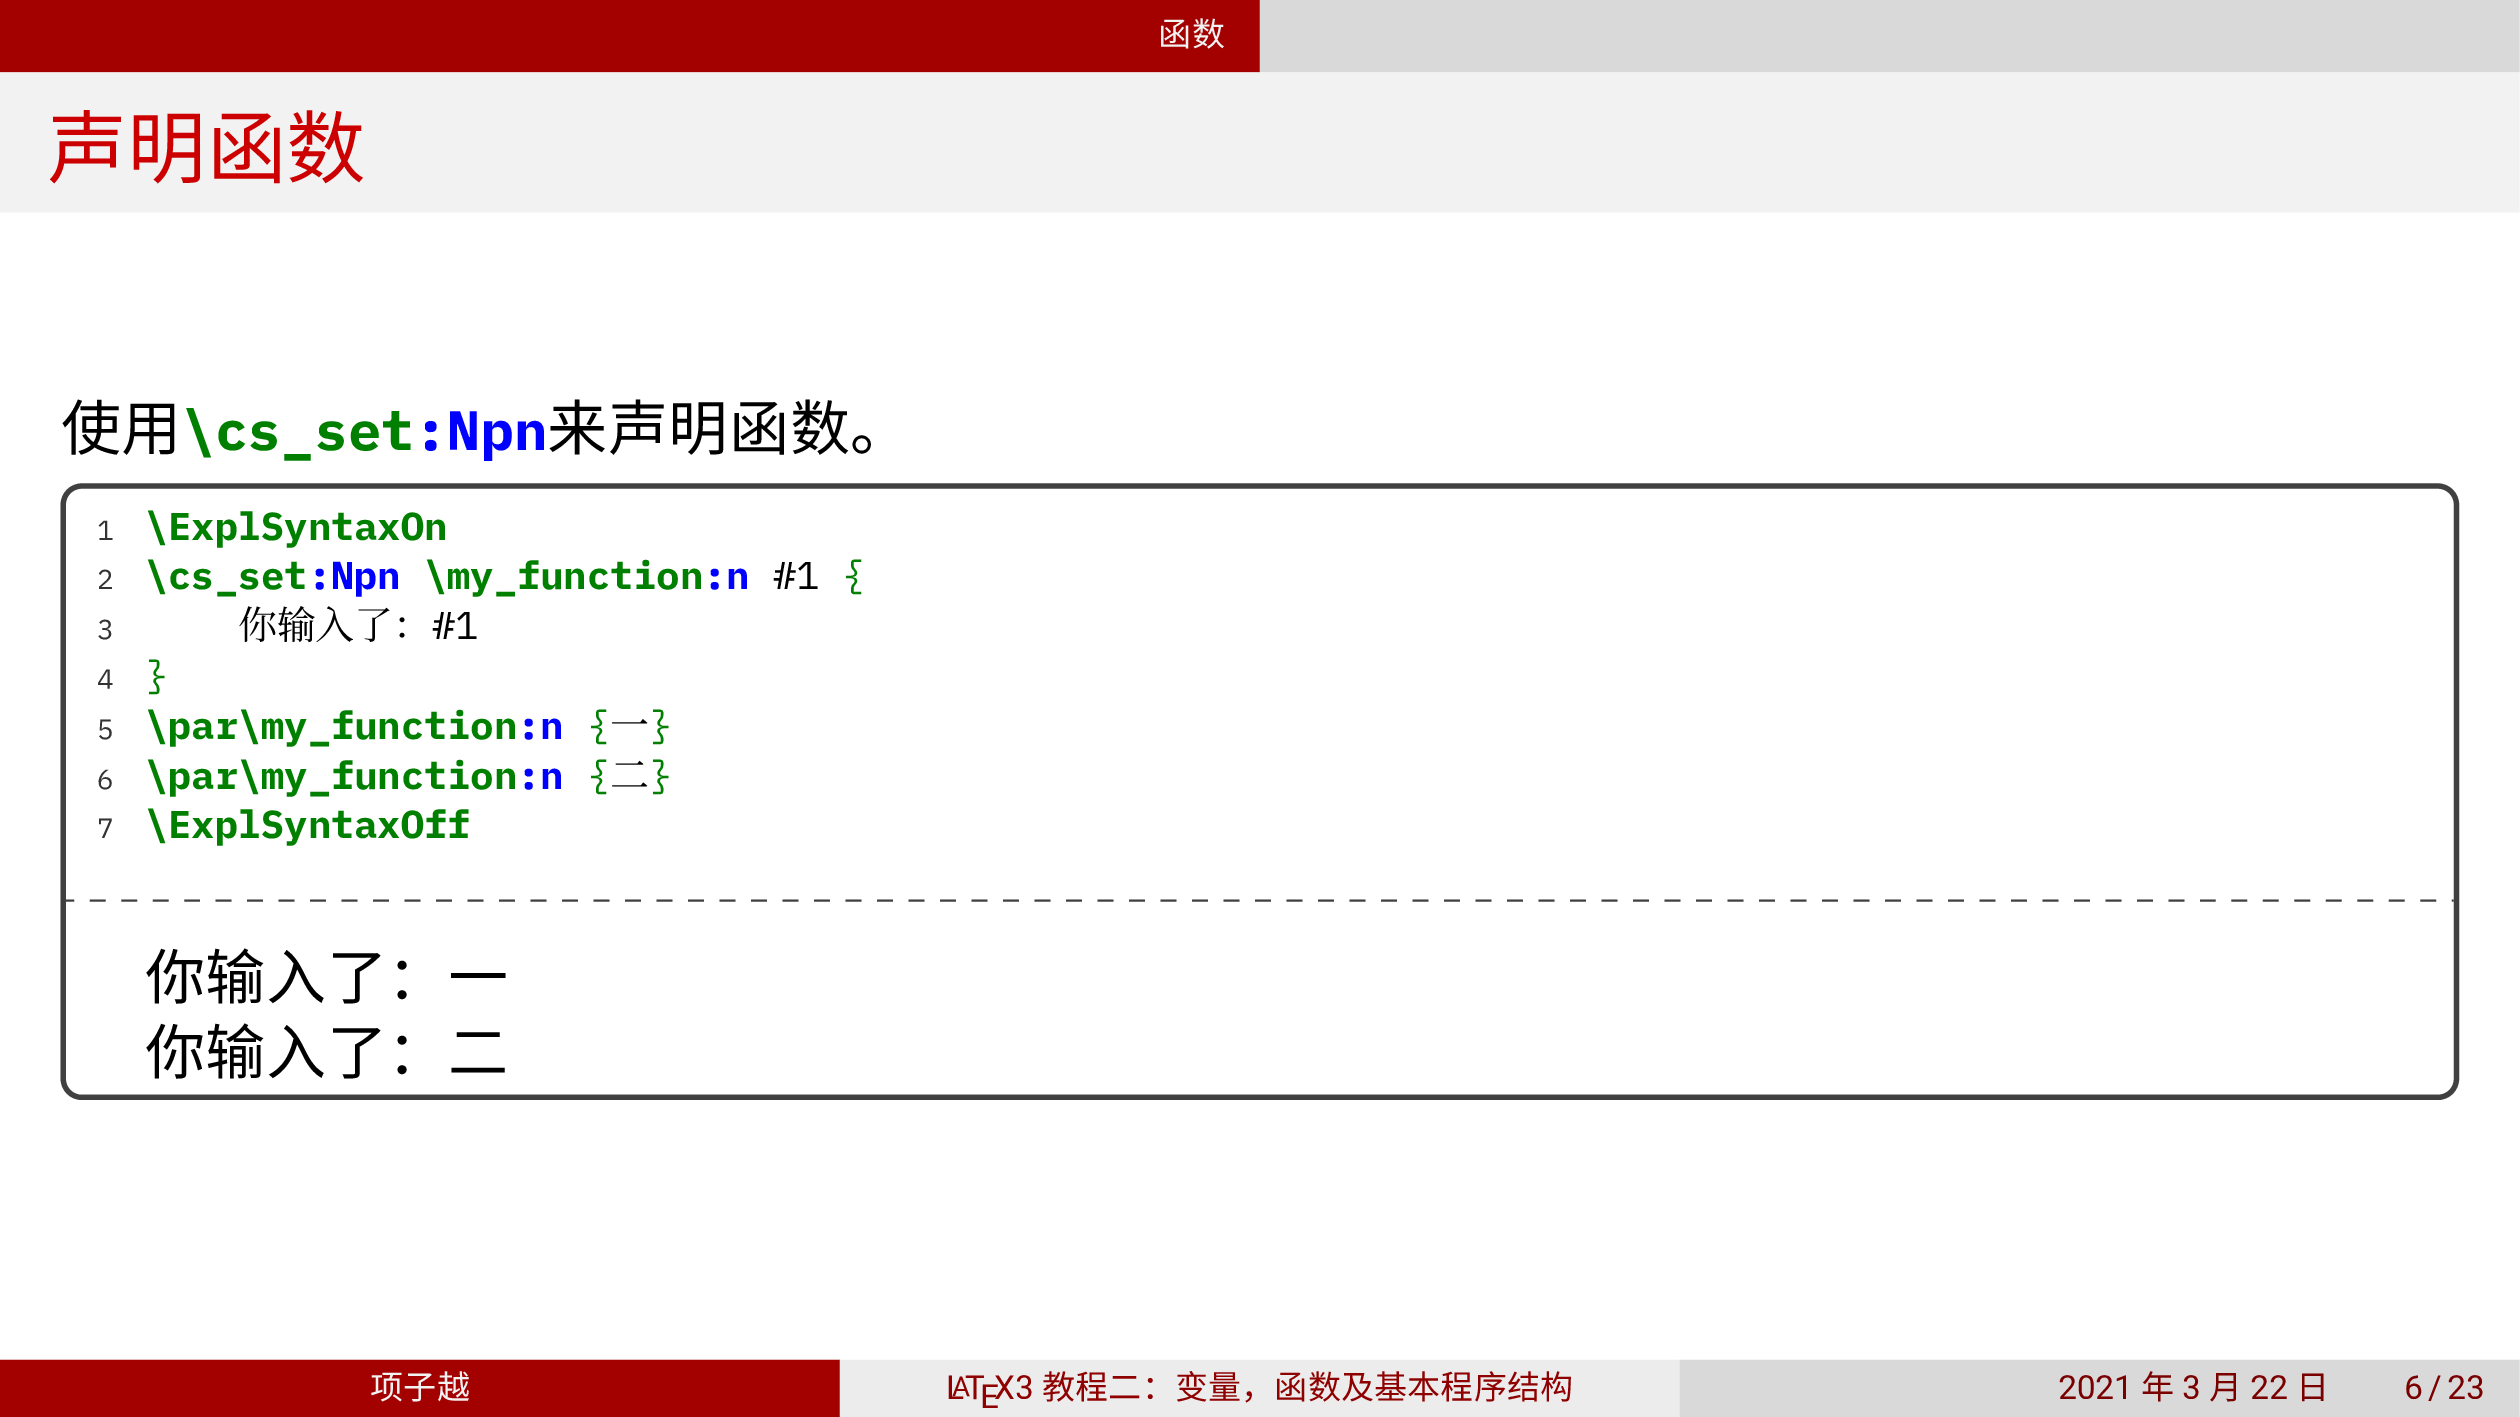 函数
声明函数
使用\cs_set:Npn来声明函数。
1 \ExplSyntaxOn
2 \cs_set:Npn \my_function:n #1 {
3     你输入了：#1
4 }
5 \par\my_function:n {一}
6 \par\my_function:n {二}
7 \ExplSyntaxOff
你输入了：一
你输入了：二
项子越 LATEX3 教程二：变量，函数及基本程序结构 2021 年 3 月 22 日 6 / 23